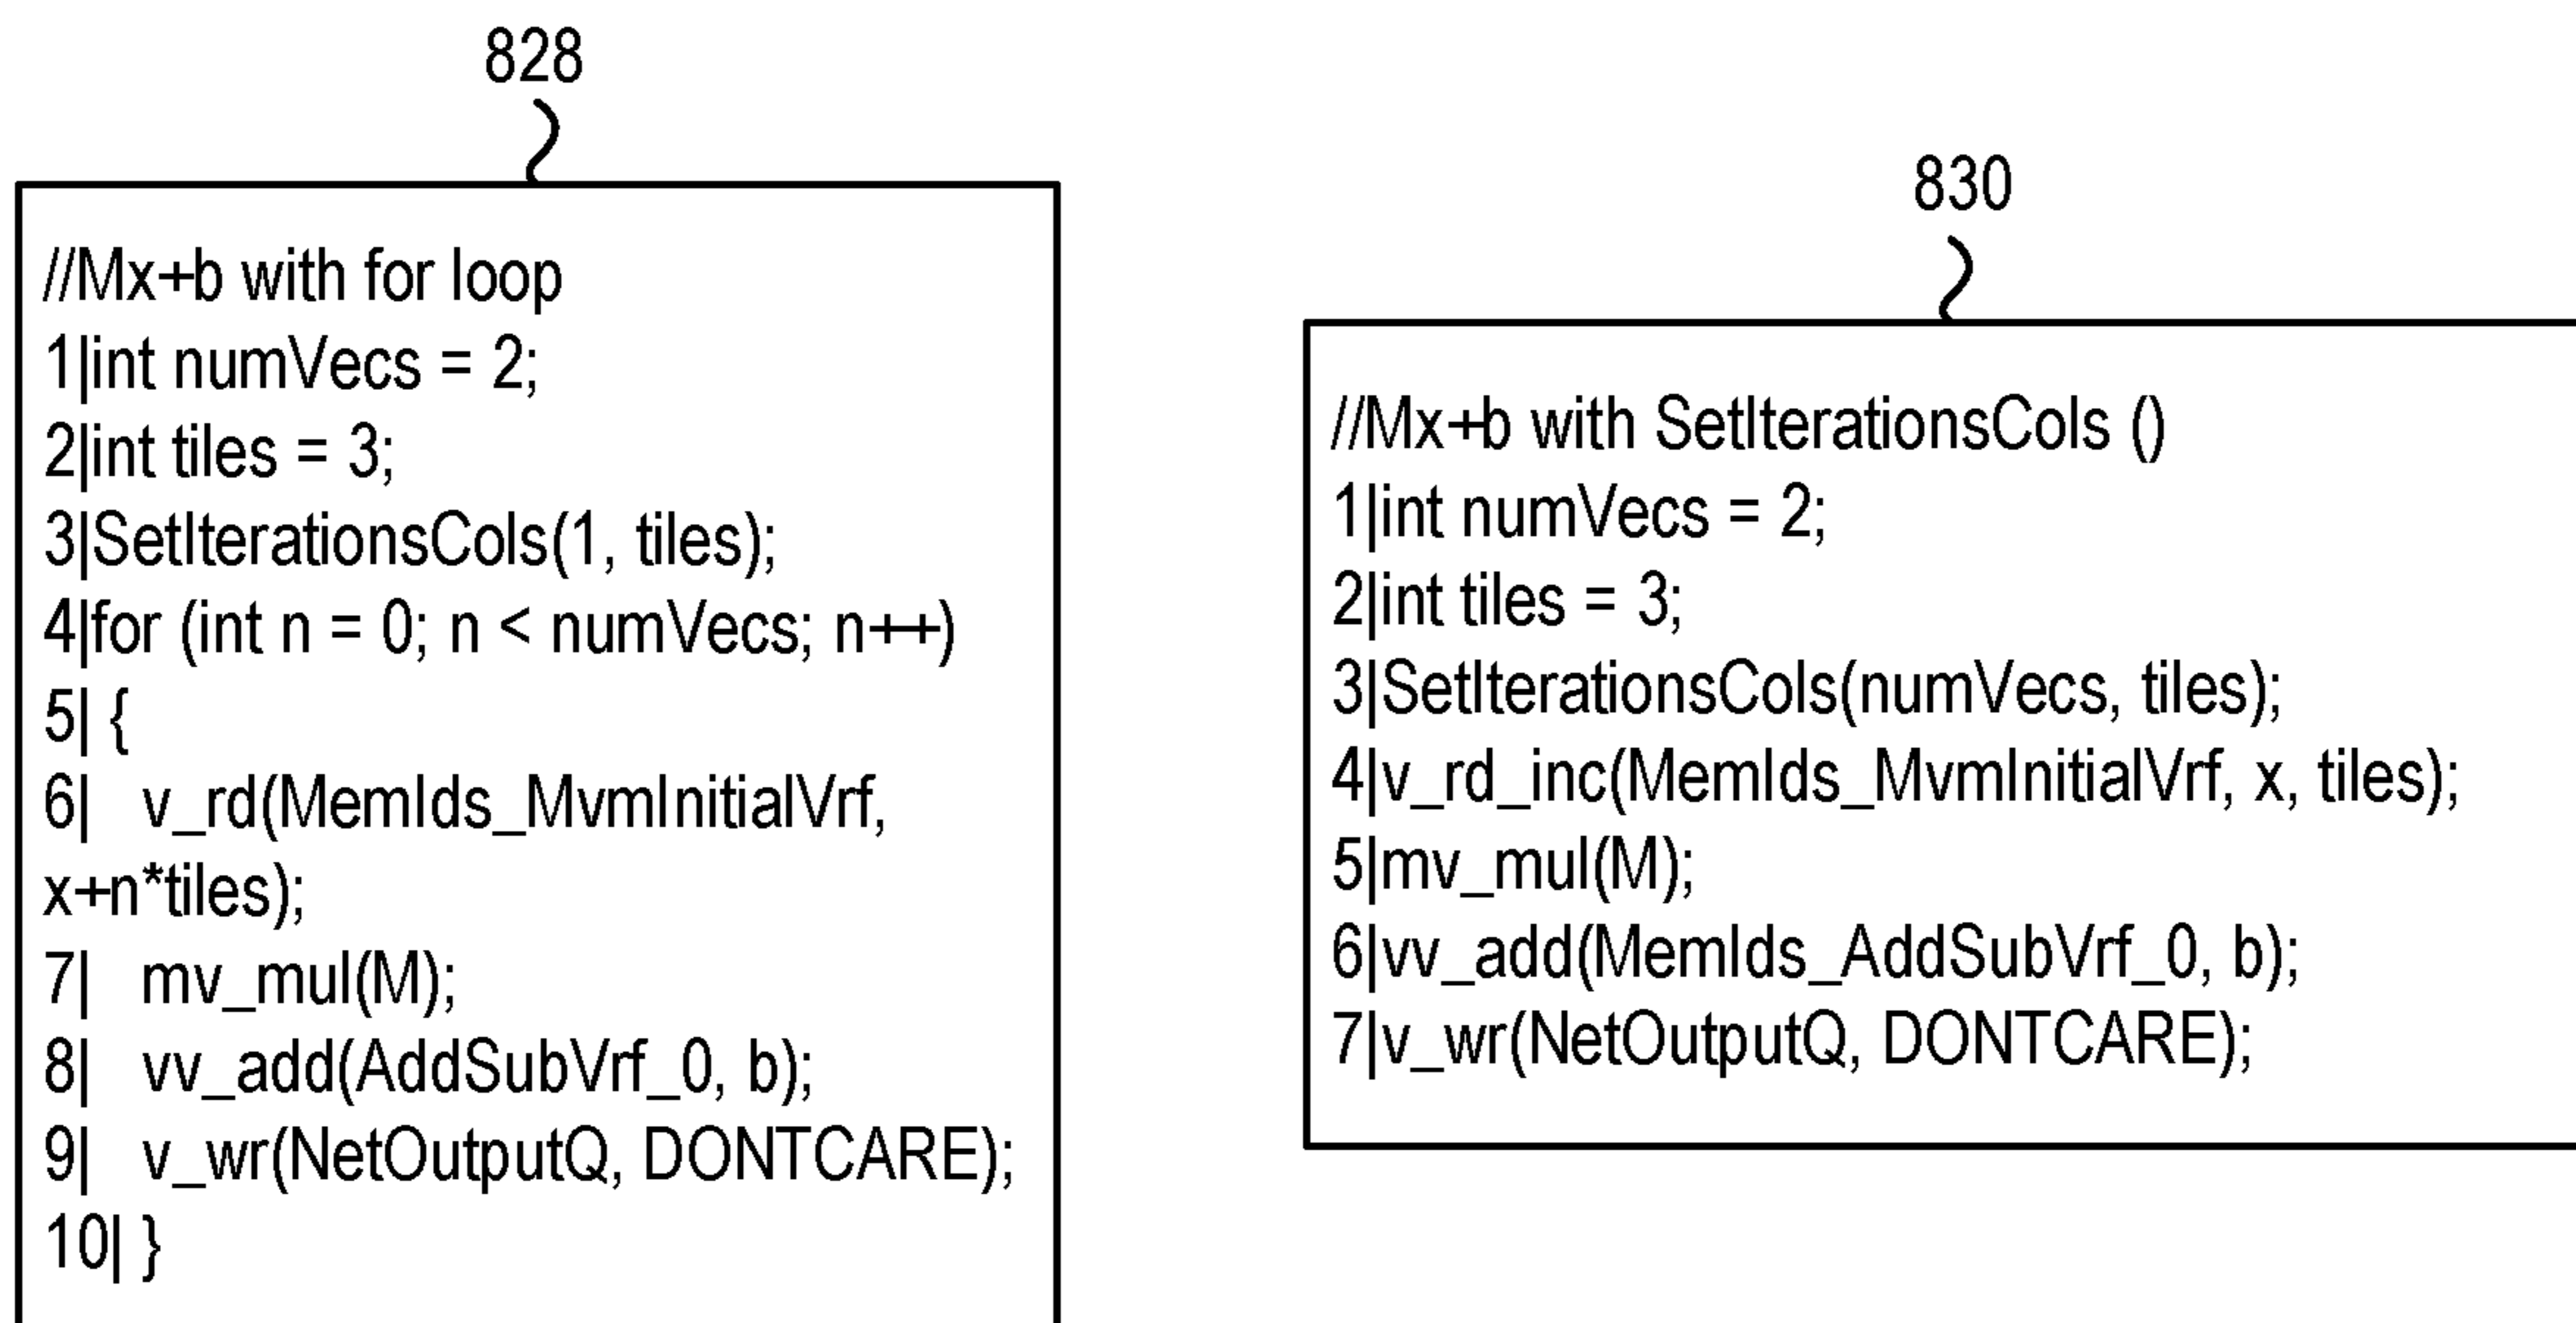 828
//Mx+b with for loop
1|int numVecs = 2;
2|int tiles = 3;
3|SetIterationsCols(1, tiles);
4|for (int n = 0; n < numVecs; n++)
5| {
6|   v_rd(MemIds_MvmInitialVrf,
x+n*tiles);
7|   mv_mul(M);
8|   vv_add(AddSubVrf_0, b);
9|   v_wr(NetOutputQ, DONTCARE);
10| }
830
//Mx+b with SetIterationsCols ()
1|int numVecs = 2;
2|int tiles = 3;
3|SetIterationsCols(numVecs, tiles);
4|v_rd_inc(MemIds_MvmInitialVrf, x, tiles);
5|mv_mul(M);
6|vv_add(MemIds_AddSubVrf_0, b);
7|v_wr(NetOutputQ, DONTCARE);